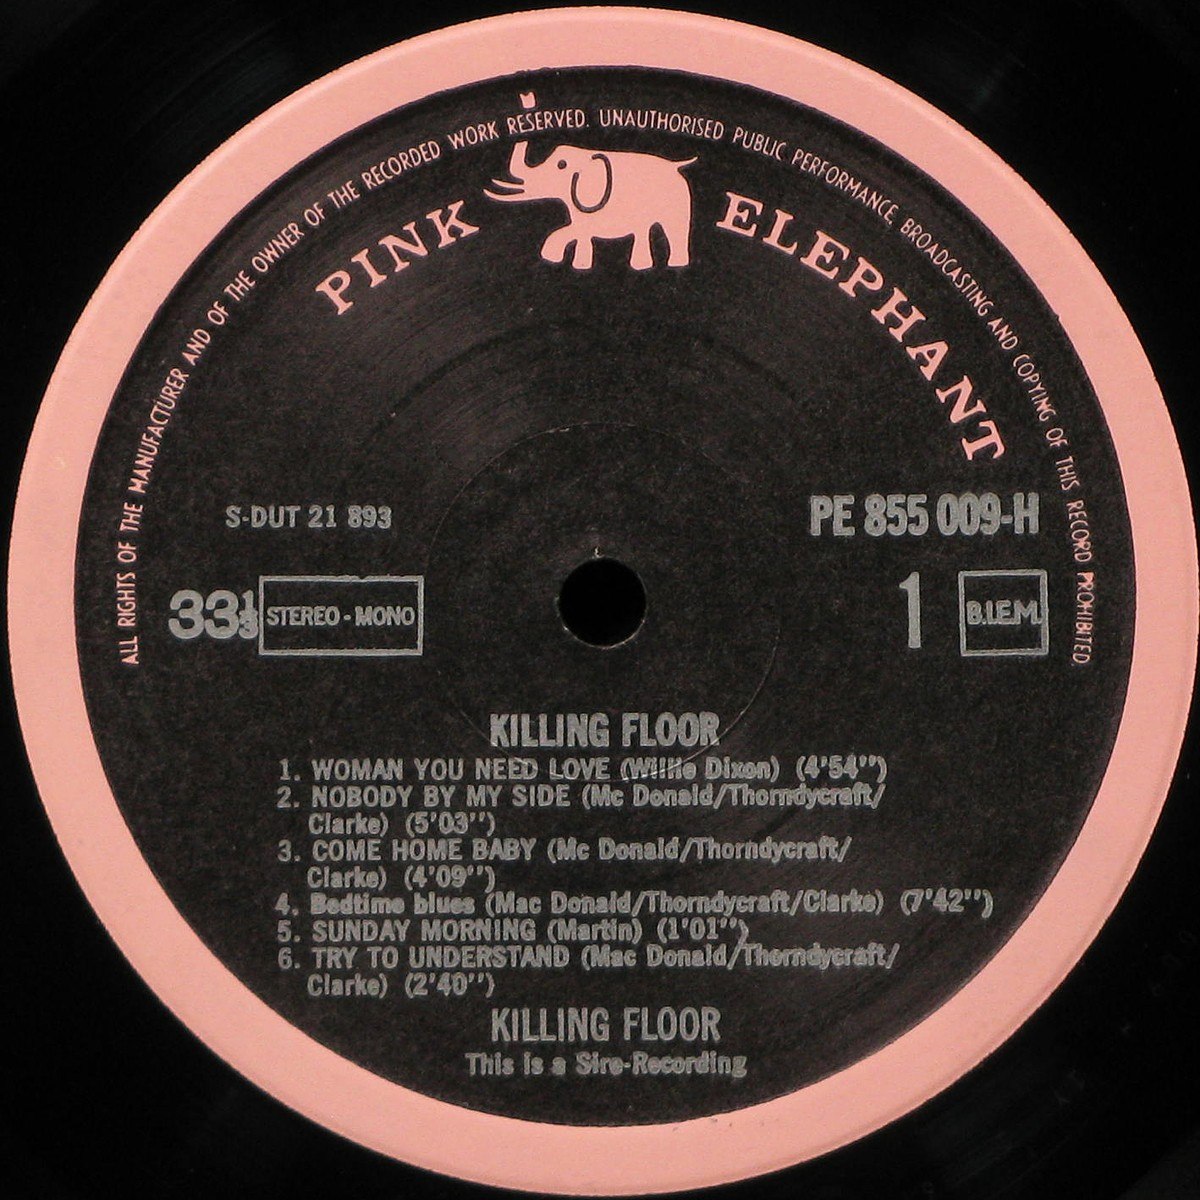 ALL RIGHTS OF THE MANUFACTURER AND OF THE OWNER OF THE RECORDED WORK RESERVED. UNAUTHORISED PUBLIC PERFORMANCE, BROADCASTING AND COPYING OF THIS RECORD PROHIBITED
PINK ELEPHANT
S-DUT 21 893
PE 855 009-H
33⅓ STEREO-MONO
1 B.I.E.M.
KILLING FLOOR
1. WOMAN YOU NEED LOVE (Willie Dixon) (4'54'')
2. NOBODY BY MY SIDE (Mc Donald/Thorndycraft/
Clarke) (5'03'')
3. COME HOME BABY (Mc Donald/Thorndycraft/
Clarke) (4'09'')
4. Bedtime blues (Mac Donald/Thorndycraft/Clarke) (7'42'')
5. SUNDAY MORNING (Martin) (1'01'')
6. TRY TO UNDERSTAND (Mac Donald/Thorndycraft/
Clarke) (2'40'')
KILLING FLOOR
This is a Sire-Recording